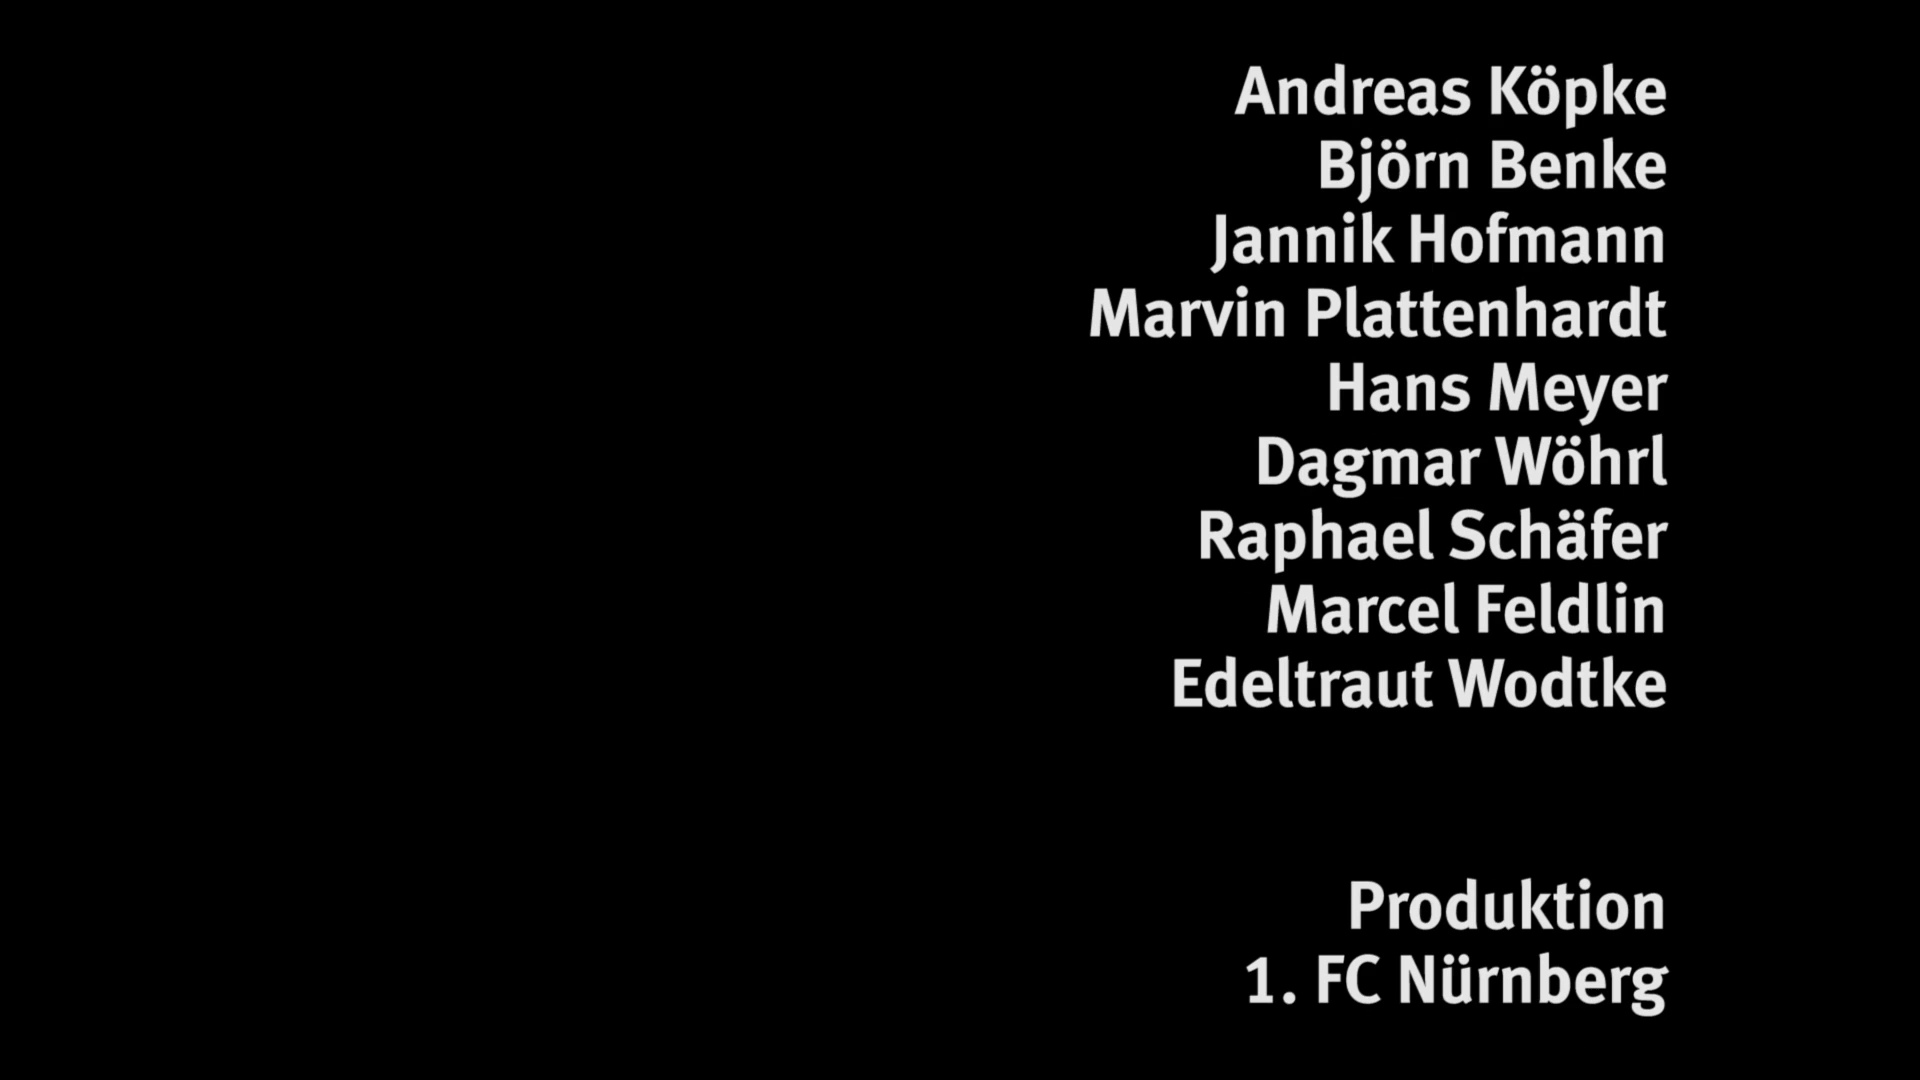 Andreas Köpke
Björn Benke
Jannik Hofmann
Marvin Plattenhardt
Hans Meyer
Dagmar Wöhrl
Raphael Schäfer
Marcel Feldlin
Edeltraut Wodtke
Produktion
1. FC Nürnberg